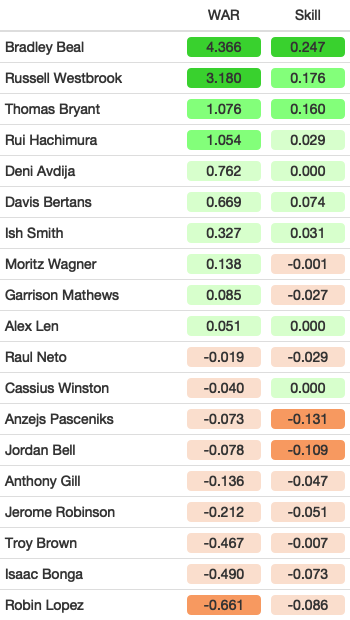 WAR Skill
Bradley Beal 4.366 0.247
Russell Westbrook 3.180 0.176
Thomas Bryant 1.076 0.160
Rui Hachimura 1.054 0.029
Deni Avdija 0.762 0.000
Davis Bertans 0.669 0.074
Ish Smith 0.327 0.031
Moritz Wagner 0.138 -0.001
Garrison Mathews 0.085 -0.027
Alex Len 0.051 0.000
Raul Neto -0.019 -0.029
Cassius Winston -0.040 0.000
Anzejs Pasceniks -0.073 -0.131
Jordan Bell -0.078 -0.109
Anthony Gill -0.136 -0.047
Jerome Robinson -0.212 -0.051
Troy Brown -0.467 -0.007
Isaac Bonga -0.490 -0.073
Robin Lopez -0.661 -0.086